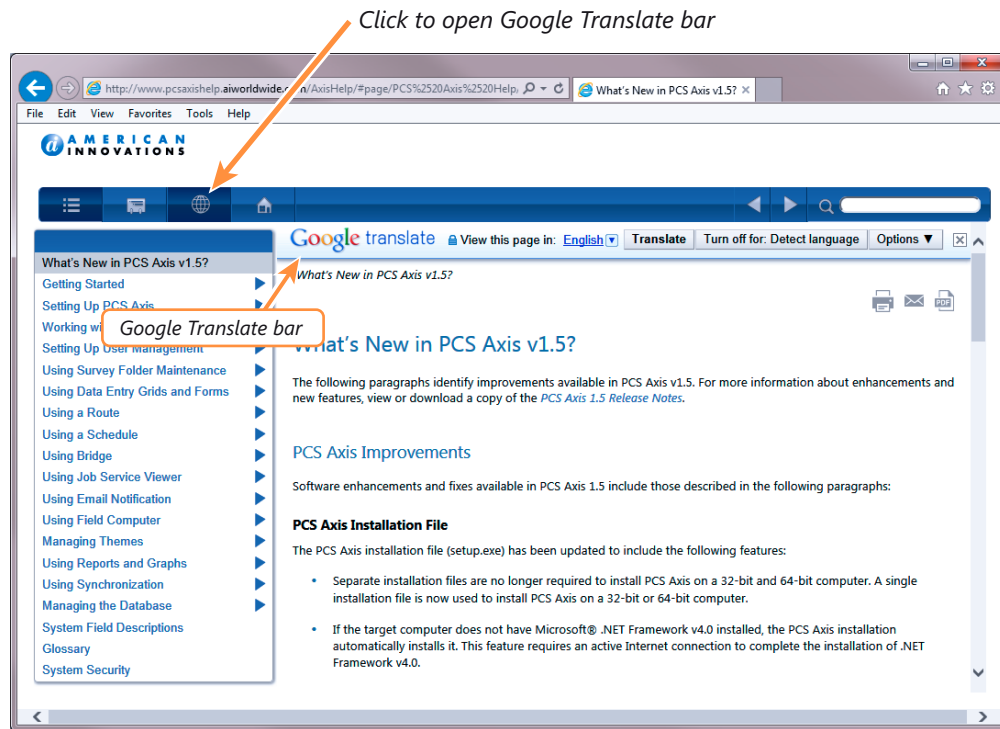 Click to open Google Translate bar
http://www.pcsaxishelp.aiworldwide.com/AxisHelp/#page/PCS%2520Axis%2520Help,
What's New in PCS Axis v1.5?
File Edit View Favorites Tools Help
AMERICAN
INNOVATIONS
Google translate View this page in: English Translate Turn off for: Detect language Options ▼
What's New in PCS Axis v1.5?
Getting Started
Setting Up PCS Axis
Working wi
Setting Up User Management
Using Survey Folder Maintenance
Using Data Entry Grids and Forms
Using a Route
Using a Schedule
Using Bridge
Using Job Service Viewer
Using Email Notification
Using Field Computer
Managing Themes
Using Reports and Graphs
Using Synchronization
Managing the Database
System Field Descriptions
Glossary
System Security
Google Translate bar
What's New in PCS Axis v1.5?
PDF
What's New in PCS Axis v1.5?
The following paragraphs identify improvements available in PCS Axis v1.5. For more information about enhancements and
new features, view or download a copy of the PCS Axis 1.5 Release Notes.
PCS Axis Improvements
Software enhancements and fixes available in PCS Axis 1.5 include those described in the following paragraphs:
PCS Axis Installation File
The PCS Axis installation file (setup.exe) has been updated to include the following features:
• Separate installation files are no longer required to install PCS Axis on a 32-bit and 64-bit computer. A single
installation file is now used to install PCS Axis on a 32-bit or 64-bit computer.
• If the target computer does not have Microsoft® .NET Framework v4.0 installed, the PCS Axis installation
automatically installs it. This feature requires an active Internet connection to complete the installation of .NET
Framework v4.0.